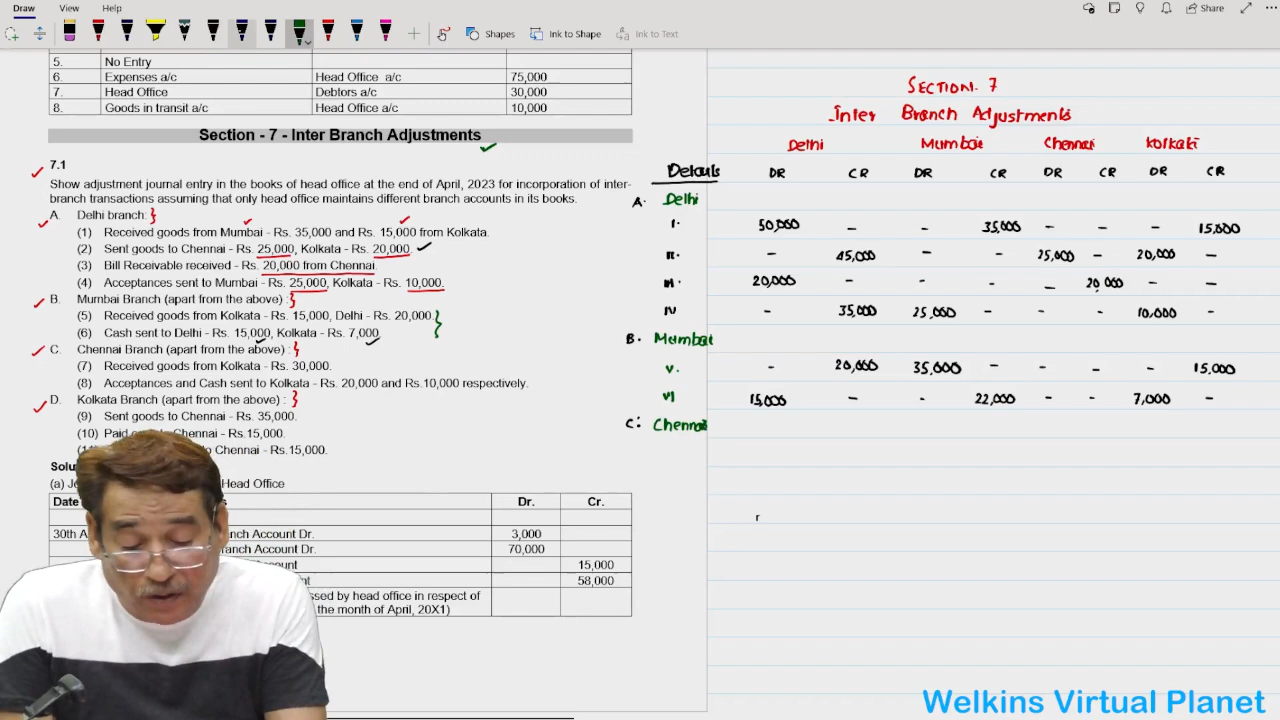 Draw View Help Share
Shapes Ink to Shape Ink to Text
5. No Entry
6. Expenses a/c Head Office a/c 75,000
7. Head Office Debtors a/c 30,000
8. Goods in transit a/c Head Office a/c 10,000
Section - 7 - Inter Branch Adjustments
7.1
Show adjustment journal entry in the books of head office at the end of April, 2023 for incorporation of inter-
branch transactions assuming that only head office maintains different branch accounts in its books.
A. Delhi branch:
(1) Received goods from Mumbai - Rs. 35,000 and Rs. 15,000 from Kolkata.
(2) Sent goods to Chennai - Rs. 25,000, Kolkata - Rs. 20,000.
(3) Bill Receivable received - Rs. 20,000 from Chennai.
(4) Acceptances sent to Mumbai - Rs. 25,000, Kolkata - Rs. 10,000.
B. Mumbai Branch (apart from the above) :
(5) Received goods from Kolkata - Rs. 15,000, Delhi - Rs. 20,000.
(6) Cash sent to Delhi - Rs. 15,000, Kolkata - Rs. 7,000.
C. Chennai Branch (apart from the above) :
(7) Received goods from Kolkata - Rs. 30,000.
(8) Acceptances and Cash sent to Kolkata - Rs. 20,000 and Rs.10,000 respectively.
D. Kolkata Branch (apart from the above) :
(9) Sent goods to Chennai - Rs. 35,000.
(10) Paid Chennai - Rs.15,000.
Chennai - Rs.15,000.
(a) Head Office
Date Dr. Cr.
30th Branch Account Dr. 3,000
Account Dr. 70,000
15,000
58,000
by head office in respect of
the month of April, 20X1)
SECTION. 7
Inter Branch Adjustments
Delhi Mumbai Chennai Kolkata
Details DR CR DR CR DR CR DR CR
A. Delhi
I. 50,000 - - 35,000 - - - 15,000
II. - 45,000 - - 25,000 - 20,000 -
III. 20,000 - - - - 20,000 - -
IV - 35,000 25,000 - - - 10,000 -
B. Mumbai
V. - 20,000 35,000 - - - - 15,000
VI 15,000 - - 22,000 - - 7,000 -
C: Chennai
Welkins Virtual Planet